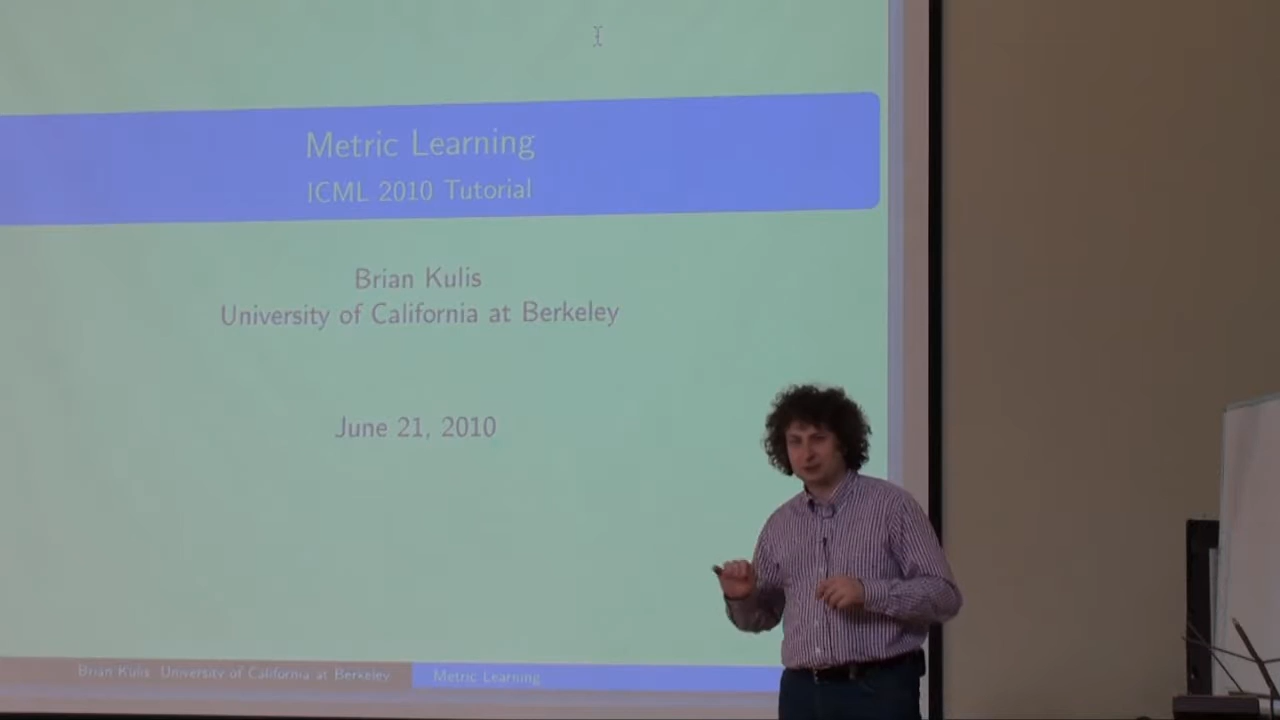 Metric Learning
ICML 2010 Tutorial
Brian Kulis
University of California at Berkeley
June 21, 2010
Brian Kulis University of California at Berkeley
Metric Learning